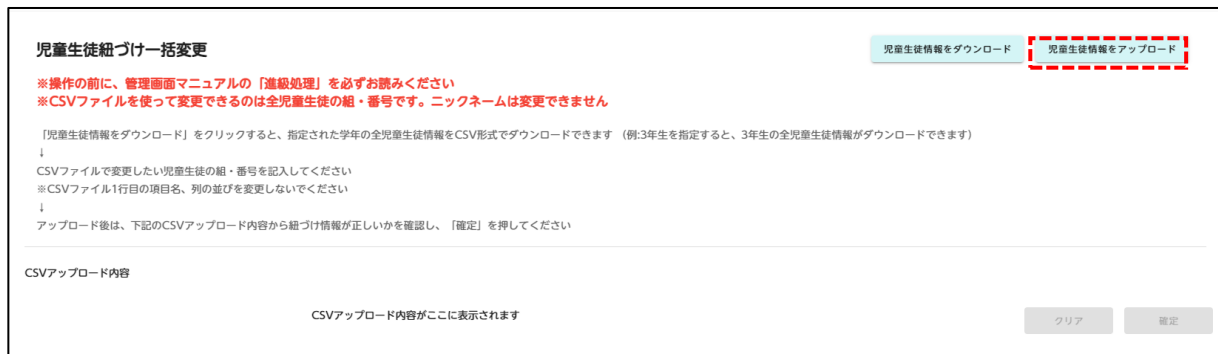 児童生徒紐づけ一括変更
児童生徒情報をダウンロード
児童生徒情報をアップロード
※操作の前に、管理画面マニュアルの「進級処理」を必ずお読みください
※CSVファイルを使って変更できるのは全児童生徒の組・番号です。ニックネームは変更できません
「児童生徒情報をダウンロード」をクリックすると、指定された学年の全児童生徒情報をCSV形式でダウンロードできます （例:3年生を指定すると、3年生の全児童生徒情報がダウンロードできます）
↓
CSVファイルで変更したい児童生徒の組・番号を記入してください
※CSVファイル1行目の項目名、列の並びを変更しないでください
↓
アップロード後は、下記のCSVアップロード内容から紐づけ情報が正しいかを確認し、「確定」を押してください
CSVアップロード内容
CSVアップロード内容がここに表示されます
クリア
確定